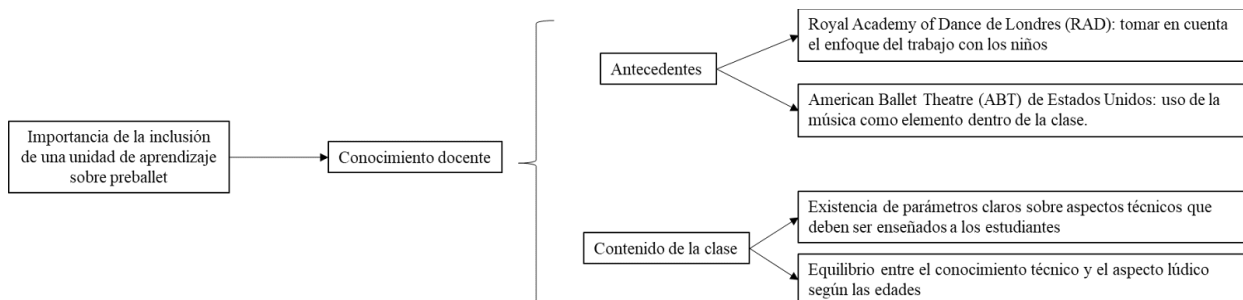 Importancia de la inclusión
de una unidad de aprendizaje
sobre preballet
Conocimiento docente
Antecedentes
Royal Academy of Dance de Londres (RAD): tomar en cuenta
el enfoque del trabajo con los niños
American Ballet Theatre (ABT) de Estados Unidos: uso de la
música como elemento dentro de la clase.
Contenido de la clase
Existencia de parámetros claros sobre aspectos técnicos que
deben ser enseñados a los estudiantes
Equilibrio entre el conocimiento técnico y el aspecto lúdico
según las edades